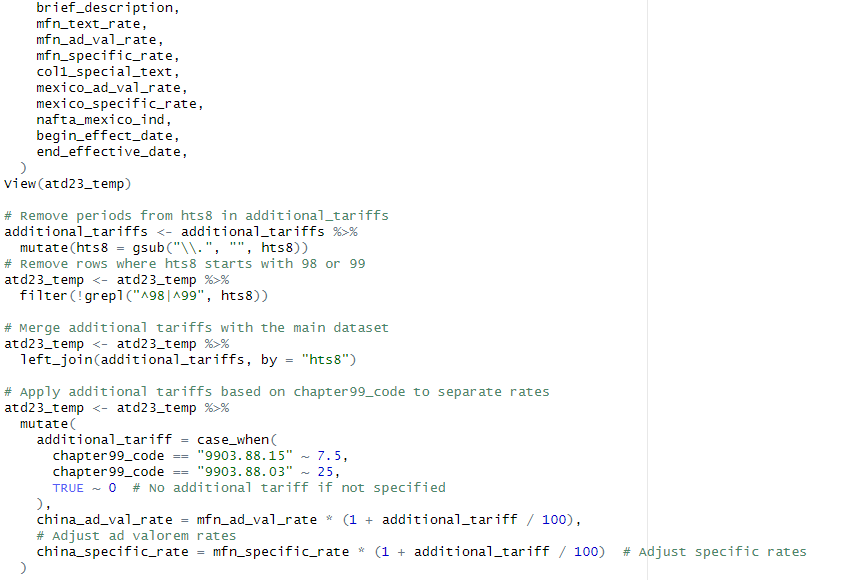 brief_description,
mfn_text_rate,
mfn_ad_val_rate,
mfn_specific_rate,
col1_special_text,
mexico_ad_val_rate,
mexico_specific_rate,
nafta_mexico_ind,
begin_effect_date,
end_effective_date,
)
View(atd23_temp)
# Remove periods from hts8 in additional_tariffs
additional_tariffs <- additional_tariffs %>%
mutate(hts8 = gsub("\\.", "", hts8))
# Remove rows where hts8 starts with 98 or 99
atd23_temp <- atd23_temp %>%
filter(!grepl("^98|^99", hts8))
# Merge additional tariffs with the main dataset
atd23_temp <- atd23_temp %>%
left_join(additional_tariffs, by = "hts8")
# Apply additional tariffs based on chapter99_code to separate rates
atd23_temp <- atd23_temp %>%
mutate(
additional_tariff = case_when(
chapter99_code == "9903.88.15" ~ 7.5,
chapter99_code == "9903.88.03" ~ 25,
TRUE ~ 0  # No additional tariff if not specified
),
china_ad_val_rate = mfn_ad_val_rate * (1 + additional_tariff / 100),
# Adjust ad valorem rates
china_specific_rate = mfn_specific_rate * (1 + additional_tariff / 100)  # Adjust specific rates
)